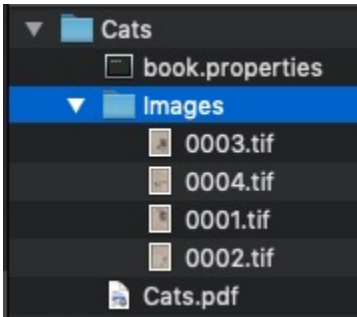 Cats
book.properties
Images
0003.tif
0004.tif
0001.tif
0002.tif
Cats.pdf